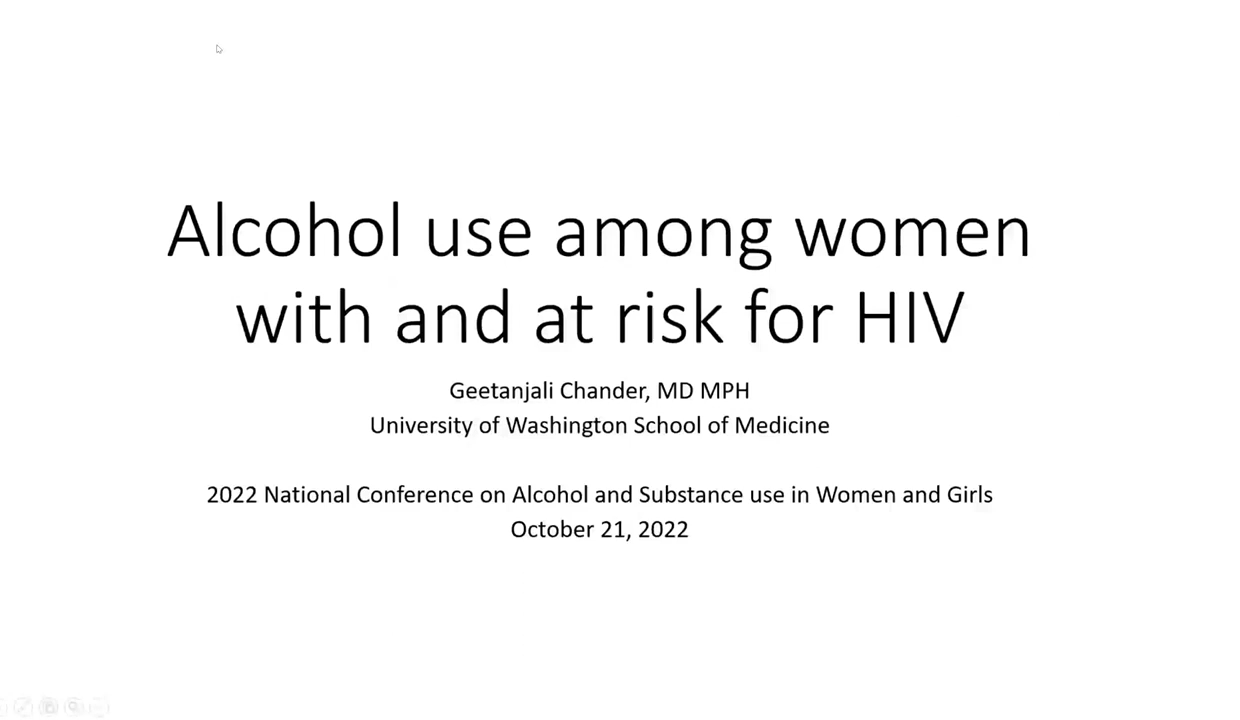 Alcohol use among women
with and at risk for HIV
Geetanjali Chander, MD MPH
University of Washington School of Medicine
2022 National Conference on Alcohol and Substance use in Women and Girls
October 21, 2022